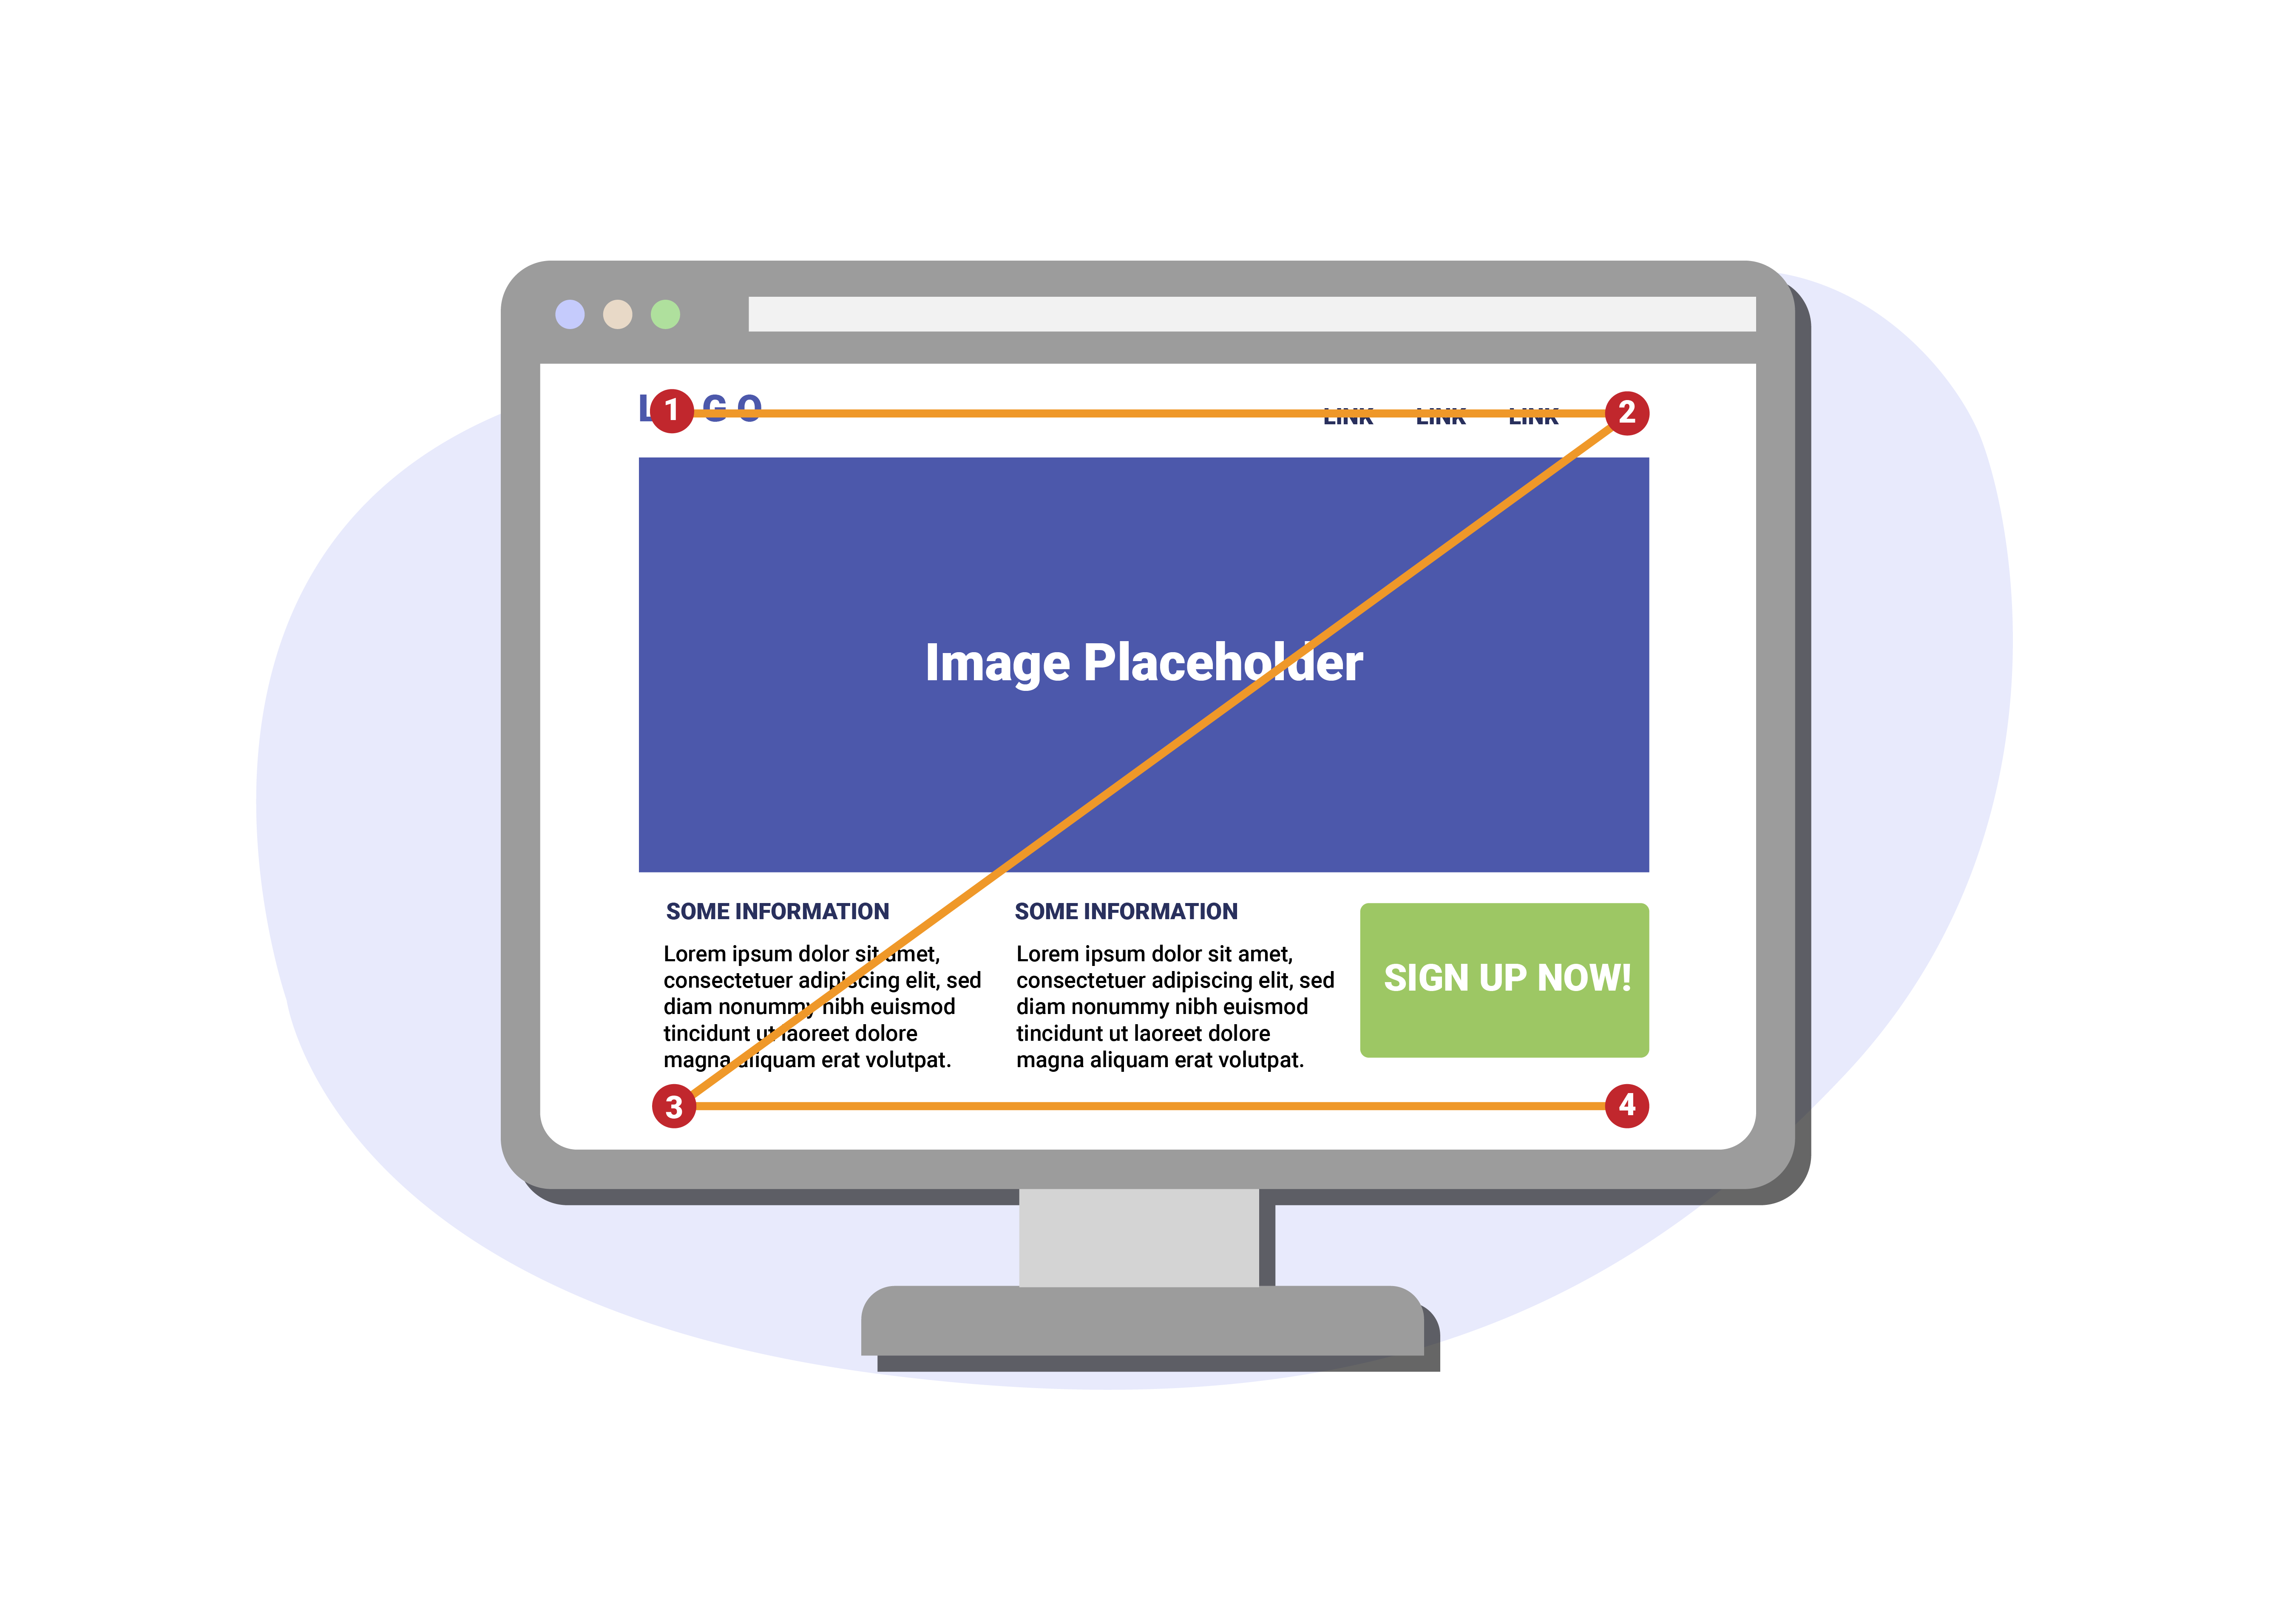 1 LOGO LINK LINK LINK 2
Image Placeholder
SOME INFORMATION
Lorem ipsum dolor sit amet,
consectetuer adipiscing elit, sed
diam nonummy nibh euismod
tincidunt ut laoreet dolore
magna aliquam erat volutpat.
SOME INFORMATION
Lorem ipsum dolor sit amet,
consectetuer adipiscing elit, sed
diam nonummy nibh euismod
tincidunt ut laoreet dolore
magna aliquam erat volutpat.
SIGN UP NOW!
3 4